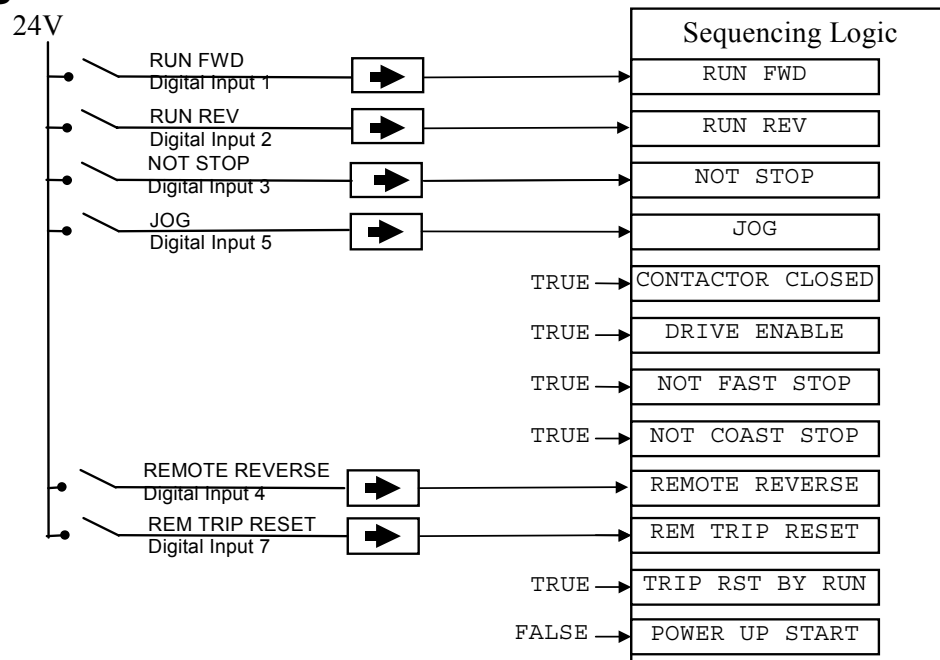 24V
Sequencing Logic
RUN FWD
Digital Input 1
RUN FWD
RUN REV
Digital Input 2
RUN REV
NOT STOP
Digital Input 3
NOT STOP
JOG
Digital Input 5
JOG
TRUE
CONTACTOR CLOSED
TRUE
DRIVE ENABLE
TRUE
NOT FAST STOP
TRUE
NOT COAST STOP
REMOTE REVERSE
Digital Input 4
REMOTE REVERSE
REM TRIP RESET
Digital Input 7
REM TRIP RESET
TRUE
TRIP RST BY RUN
FALSE
POWER UP START